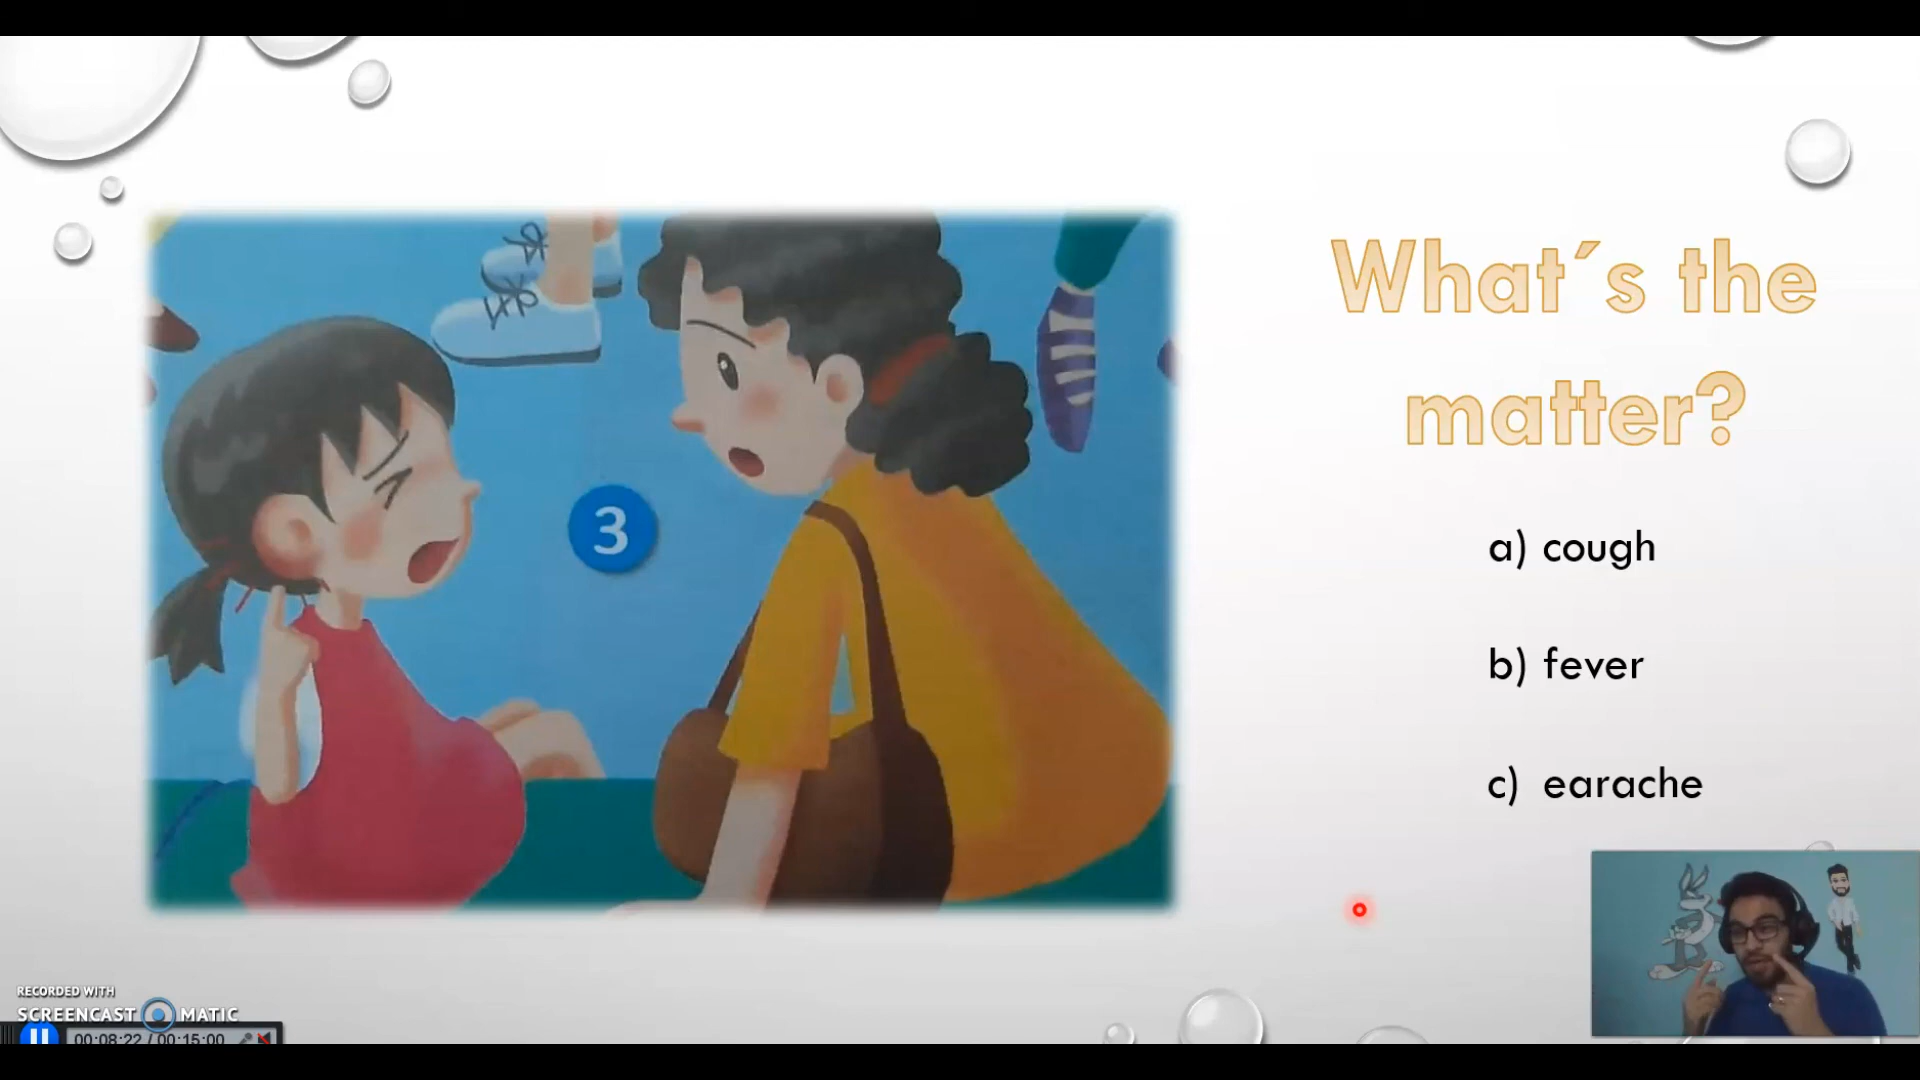 What´s the
matter?
3
a) cough
b) fever
c) earache
RECORDED WITH
SCREENCAST MATIC
00:08:22 / 00:15:00